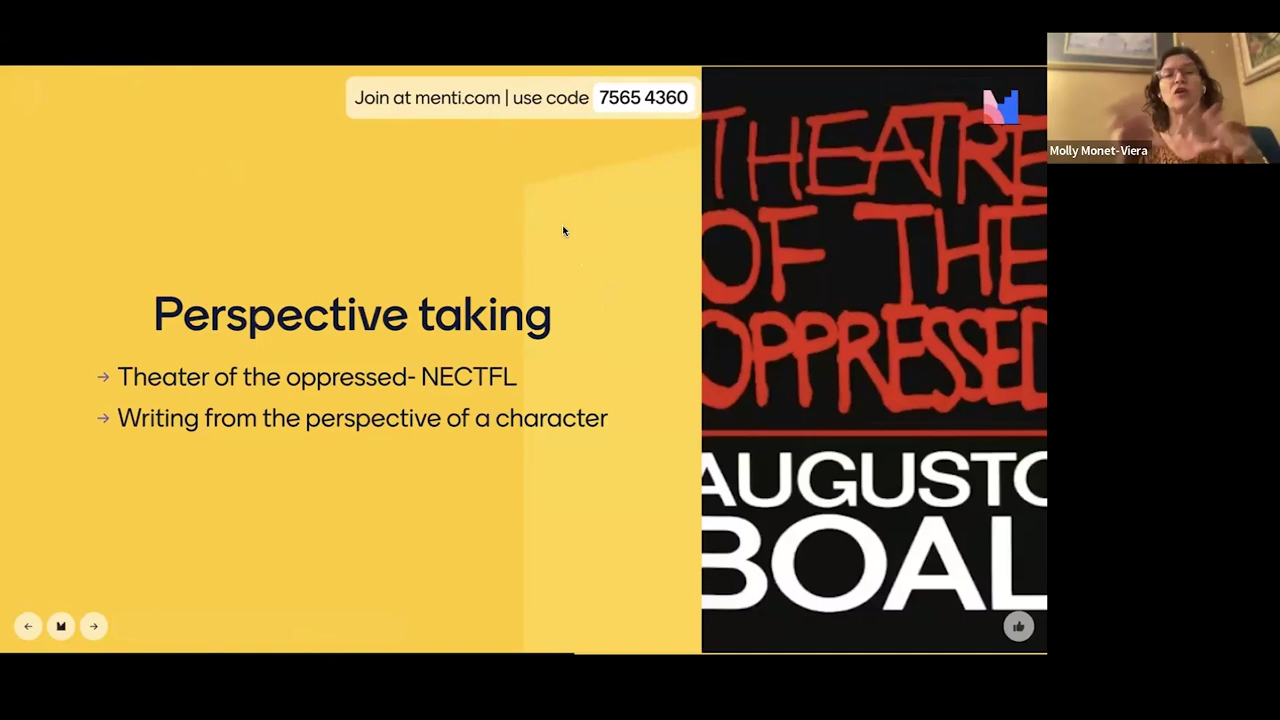 Join at menti.com | use code 7565 4360
Perspective taking
→ Theater of the oppressed- NECTFL
→ Writing from the perspective of a character
THEATRE
OF THE
OPPRESSED
AUGUSTO
BOAL
Molly Monet-Viera